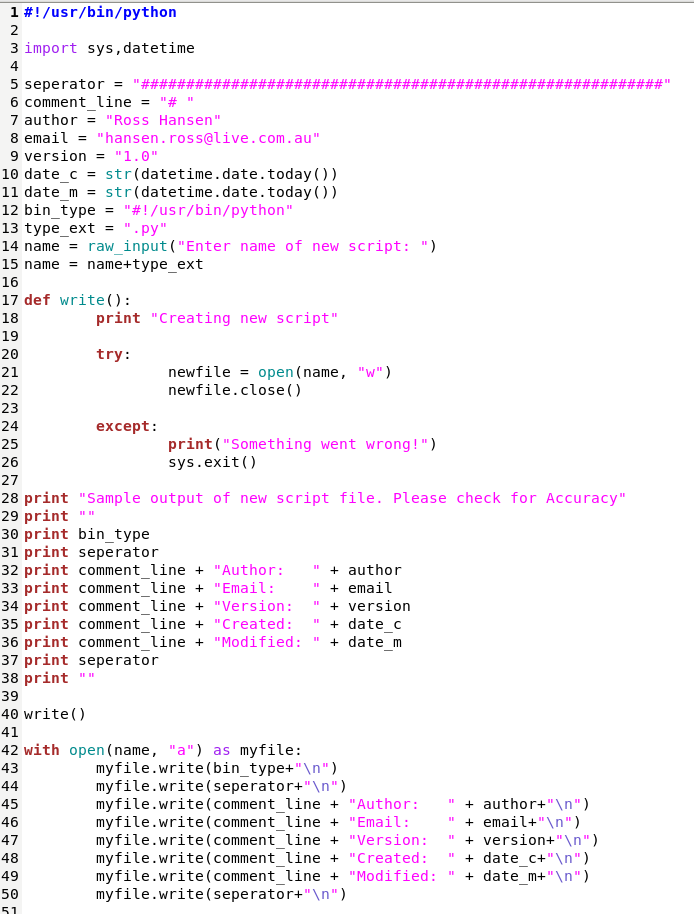 1 #!/usr/bin/python
2
3 import sys,datetime
4
5 seperator = "##########################################################"
6 comment_line = "# "
7 author = "Ross Hansen"
8 email = "hansen.ross@live.com.au"
9 version = "1.0"
10 date_c = str(datetime.date.today())
11 date_m = str(datetime.date.today())
12 bin_type = "#!/usr/bin/python"
13 type_ext = ".py"
14 name = raw_input("Enter name of new script: ")
15 name = name+type_ext
16
17 def write():
18         print "Creating new script"
19
20         try:
21                 newfile = open(name, "w")
22                 newfile.close()
23
24         except:
25                 print("Something went wrong!")
26                 sys.exit()
27
28 print "Sample output of new script file. Please check for Accuracy"
29 print ""
30 print bin_type
31 print seperator
32 print comment_line + "Author:   " + author
33 print comment_line + "Email:    " + email
34 print comment_line + "Version:  " + version
35 print comment_line + "Created:  " + date_c
36 print comment_line + "Modified: " + date_m
37 print seperator
38 print ""
39
40 write()
41
42 with open(name, "a") as myfile:
43         myfile.write(bin_type+"\n")
44         myfile.write(seperator+"\n")
45         myfile.write(comment_line + "Author:   " + author+"\n")
46         myfile.write(comment_line + "Email:    " + email+"\n")
47         myfile.write(comment_line + "Version:  " + version+"\n")
48         myfile.write(comment_line + "Created:  " + date_c+"\n")
49         myfile.write(comment_line + "Modified: " + date_m+"\n")
50         myfile.write(seperator+"\n")
51